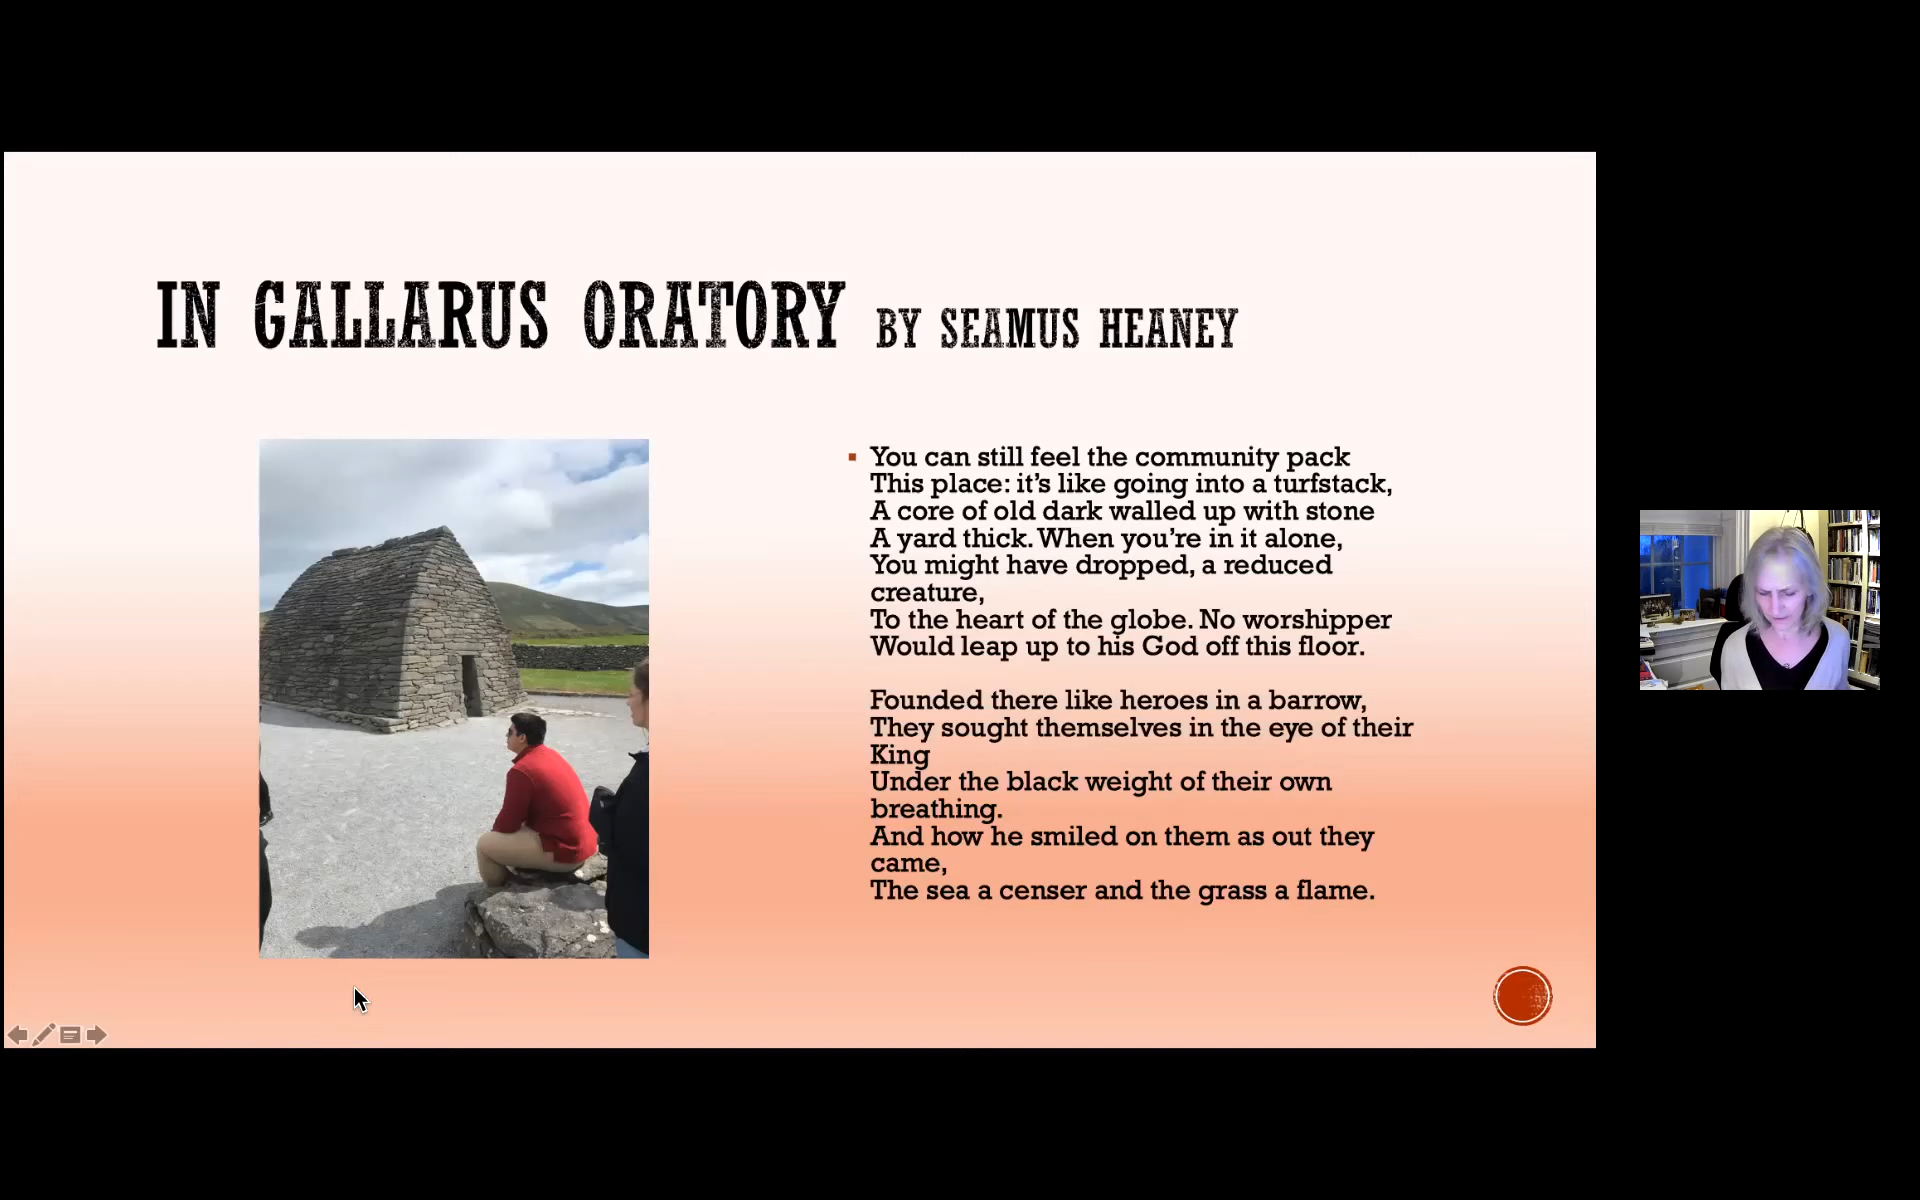 IN GALLARUS ORATORY BY SEAMUS HEANEY
You can still feel the community pack
This place: it's like going into a turfstack,
A core of old dark walled up with stone
A yard thick. When you're in it alone,
You might have dropped, a reduced
creature,
To the heart of the globe. No worshipper
Would leap up to his God off this floor.
Founded there like heroes in a barrow,
They sought themselves in the eye of their
King
Under the black weight of their own
breathing.
And how he smiled on them as out they
came,
The sea a censer and the grass a flame.